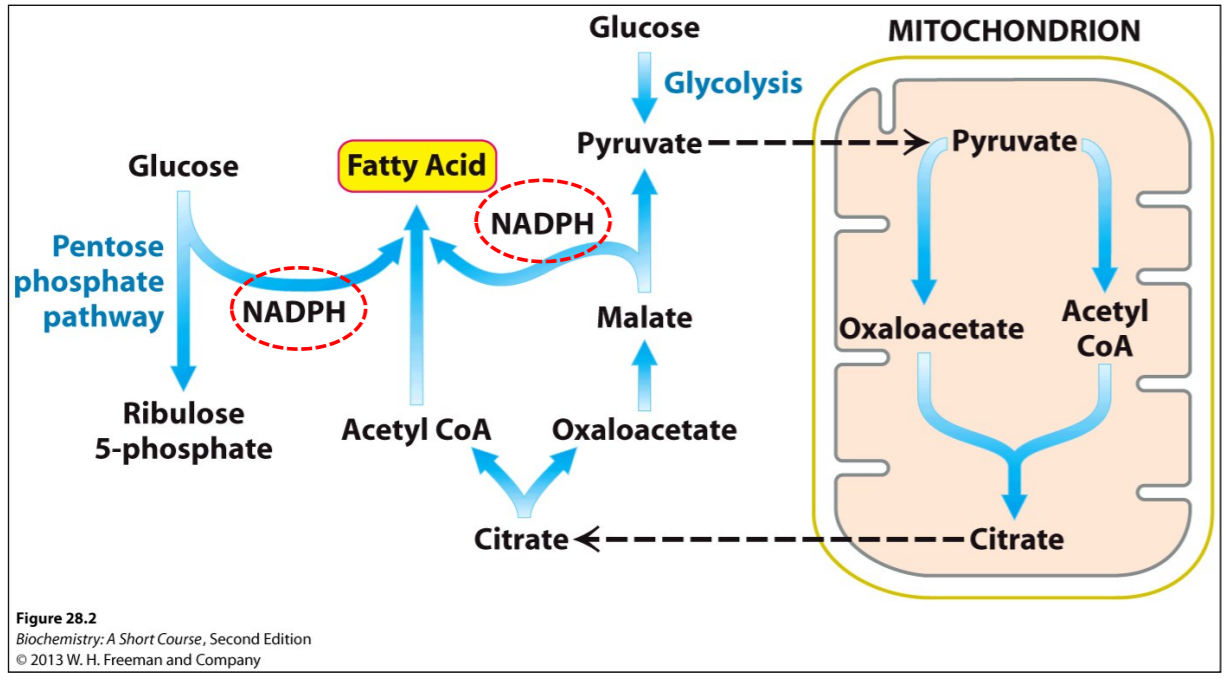 Glucose
MITOCHONDRION
Glycolysis
Pyruvate
Pyruvate
Glucose
Fatty Acid
NADPH
Pentose
phosphate
pathway
NADPH
Malate
Oxaloacetate
Acetyl
CoA
Ribulose
5-phosphate
Acetyl CoA
Oxaloacetate
Citrate
Citrate
Figure 28.2
Biochemistry: A Short Course, Second Edition
© 2013 W. H. Freeman and Company